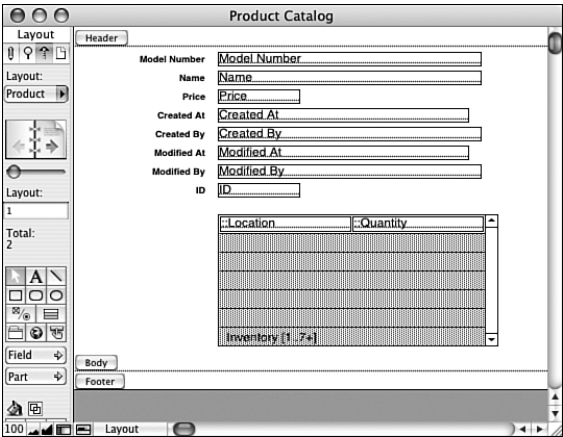 Product Catalog
Layout
Layout:
Product
Layout:
1
Total:
2
A
Field
Part
Header
Model Number Model Number
Name Name
Price Price
Created At Created At
Created By Created By
Modified At Modified At
Modified By Modified By
ID ID
::Location ::Quantity
Inventory [1..7+]
Body
Footer
100 Layout